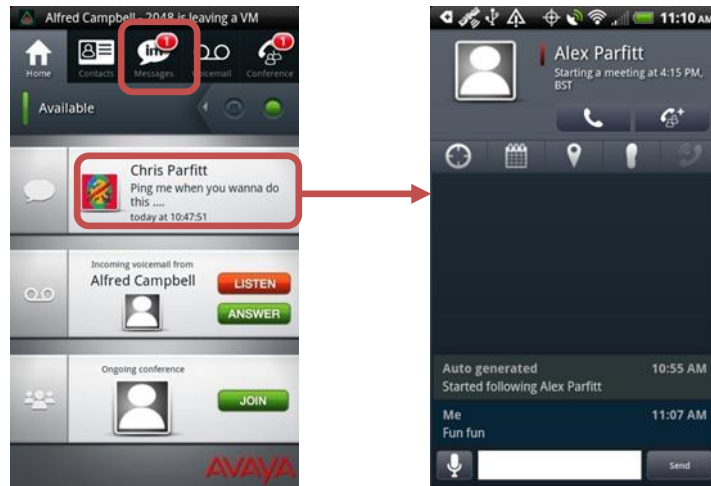 Alfred Campbell - 2048 is leaving a VM
1
1
im
Home
Contacts
Messages
Voicemail
Conference
Available
Chris Parfitt
Ping me when you wanna do
this ....
today at 10:47:51
Incoming voicemail from
Alfred Campbell
LISTEN
ANSWER
Ongoing conference
JOIN
AVAYA
11:10 AM
Alex Parfitt
Starting a meeting at 4:15 PM,
BST
Auto generated
10:55 AM
Started following Alex Parfitt
Me
11:07 AM
Fun fun
Send